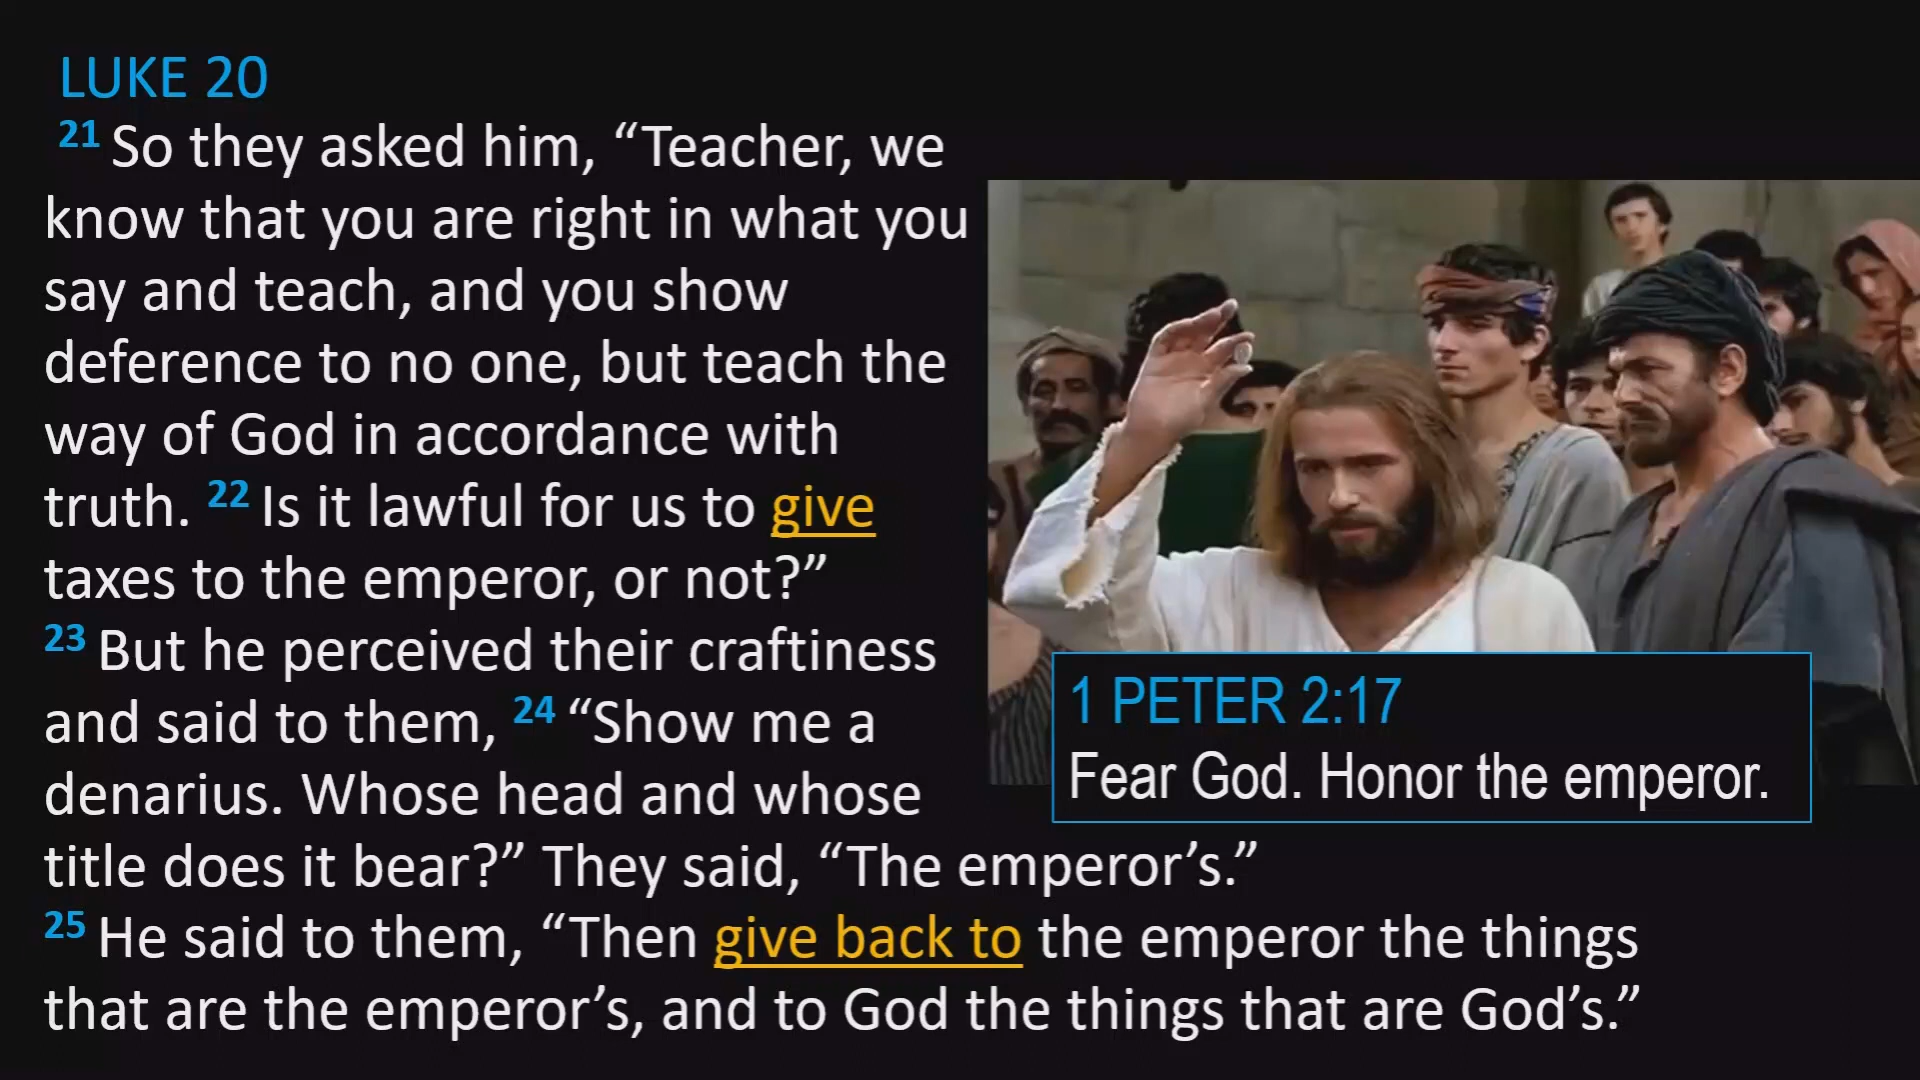 LUKE 20
21 So they asked him, “Teacher, we
know that you are right in what you
say and teach, and you show
deference to no one, but teach the
way of God in accordance with
truth. 22 Is it lawful for us to give
taxes to the emperor, or not?”
23 But he perceived their craftiness
and said to them, 24 “Show me a
denarius. Whose head and whose
title does it bear?” They said, “The emperor’s.”
25 He said to them, “Then give back to the emperor the things
that are the emperor’s, and to God the things that are God’s.”
1 PETER 2:17
Fear God. Honor the emperor.